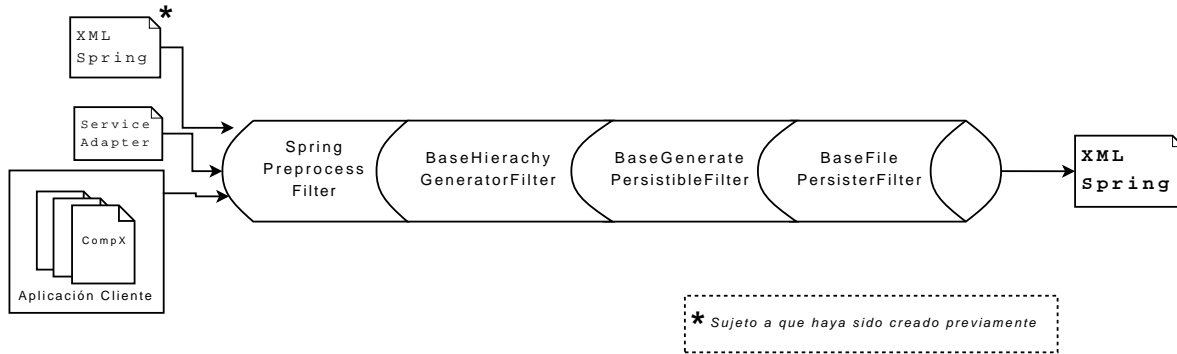 *
XML
Spring
Service
Adapter
CompX
Aplicación Cliente
Spring
Preprocess
Filter
BaseHierachy
GeneratorFilter
BaseGenerate
PersistibleFilter
BaseFile
PersisterFilter
XML
Spring
* Sujeto a que haya sido creado previamente